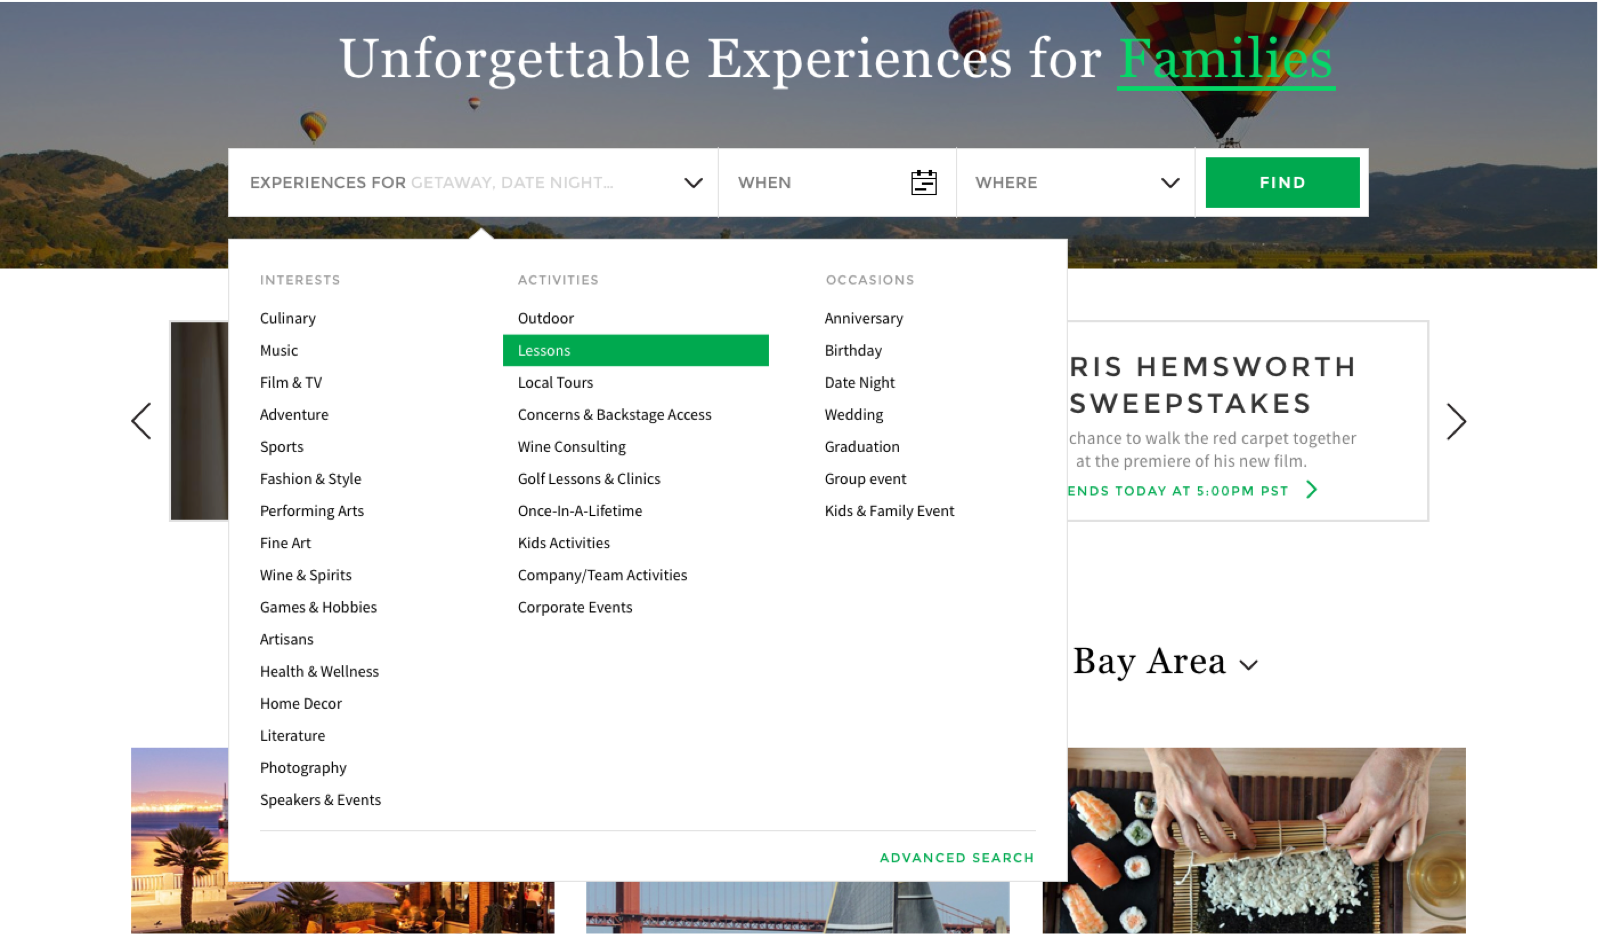 Unforgettable Experiences for Families
EXPERIENCES FOR GETAWAY, DATE NIGHT...
WHEN
WHERE
FIND
INTERESTS
Culinary
Music
Film & TV
Adventure
Sports
Fashion & Style
Performing Arts
Fine Art
Wine & Spirits
Games & Hobbies
Artisans
Health & Wellness
Home Decor
Literature
Photography
Speakers & Events
ACTIVITIES
Outdoor
Lessons
Local Tours
Concerns & Backstage Access
Wine Consulting
Golf Lessons & Clinics
Once-In-A-Lifetime
Kids Activities
Company/Team Activities
Corporate Events
OCCASIONS
Anniversary
Birthday
Date Night
Wedding
Graduation
Group event
Kids & Family Event
ADVANCED SEARCH
RIS HEMSWORTH
SWEEPSTAKES
chance to walk the red carpet together
at the premiere of his new film.
ENDS TODAY AT 5:00PM PST
Bay Area